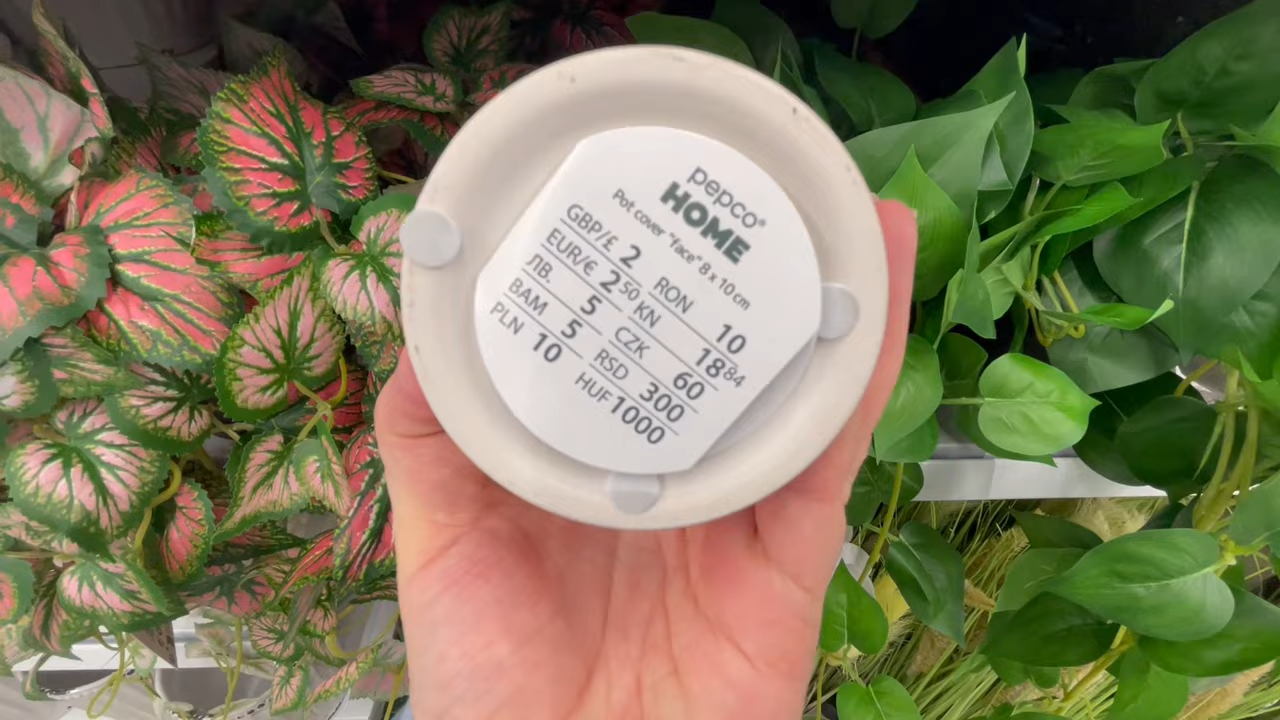 pepco®
HOME
Pot cover "face" 8 x 10 cm
GBP/£ 2 RON 10
EUR/€ 2⁵⁰ KN 18⁸⁴
ЛВ. 5 CZK 60
BAM 5 RSD 300
PLN 10 HUF 1000